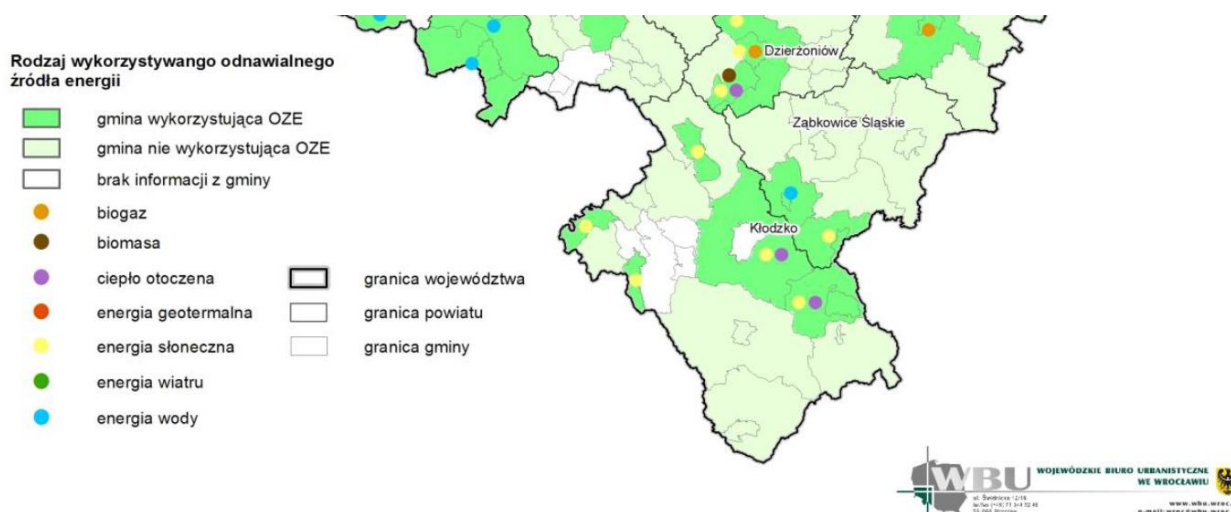 Rodzaj wykorzystywango odnawialnego
źródła energii
gmina wykorzystująca OZE
gmina nie wykorzystująca OZE
brak informacji z gminy
biogaz
biomasa
ciepło otoczena
energia geotermalna
energia słoneczna
energia wiatru
energia wody
granica województwa
granica powiatu
granica gminy
Dzierżoniów
Ząbkowice Śląskie
Kłodzko
WBU
WOJEWÓDZKIE BIURO URBANISTYCZNE
WE WROCŁAWIU